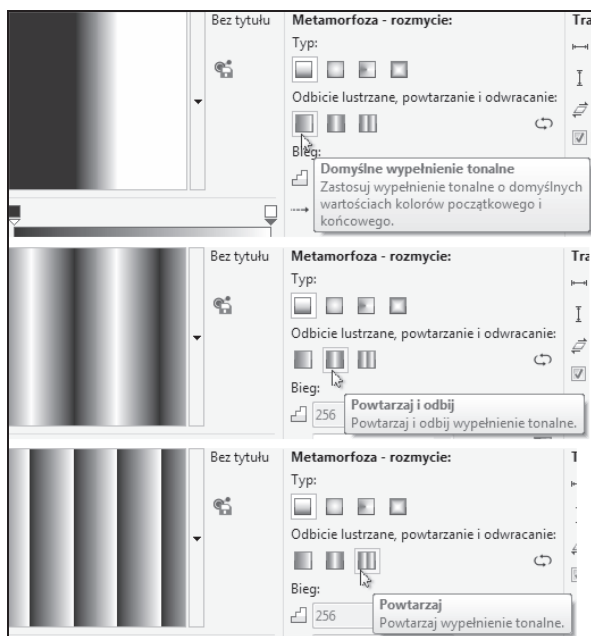 Bez tytułu
Metamorfoza - rozmycie:
Typ:
Odbicie lustrzane, powtarzanie i odwracanie:
Bieg:
Domyślne wypełnienie tonalne
Zastosuj wypełnienie tonalne o domyślnych
wartościach kolorów początkowego i
końcowego.
Tra
Bez tytułu
Metamorfoza - rozmycie:
Typ:
Odbicie lustrzane, powtarzanie i odwracanie:
Bieg:
256
Powtarzaj i odbij
Powtarzaj i odbij wypełnienie tonalne.
Tra
Bez tytułu
Metamorfoza - rozmycie:
Typ:
Odbicie lustrzane, powtarzanie i odwracanie:
Bieg:
256
Powtarzaj
Powtarzaj wypełnienie tonalne.
T